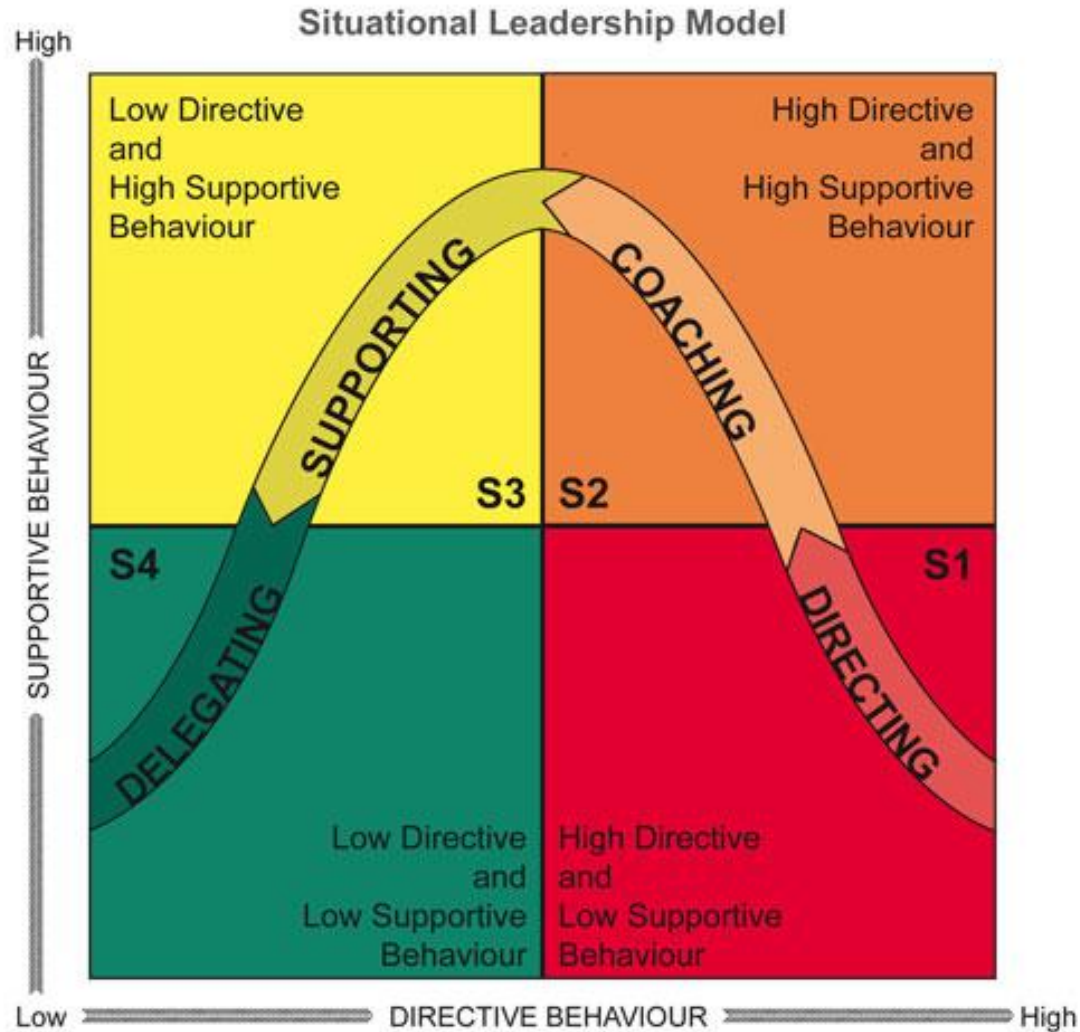 Situational Leadership Model
High
Low Directive
and
High Supportive
Behaviour
High Directive
and
High Supportive
Behaviour
SUPPORTING
COACHING
S3
S2
SUPPORTIVE BEHAVIOUR
S4
S1
DELEGATING
DIRECTING
Low Directive
and
Low Supportive
Behaviour
High Directive
and
Low Supportive
Behaviour
Low
DIRECTIVE BEHAVIOUR
High